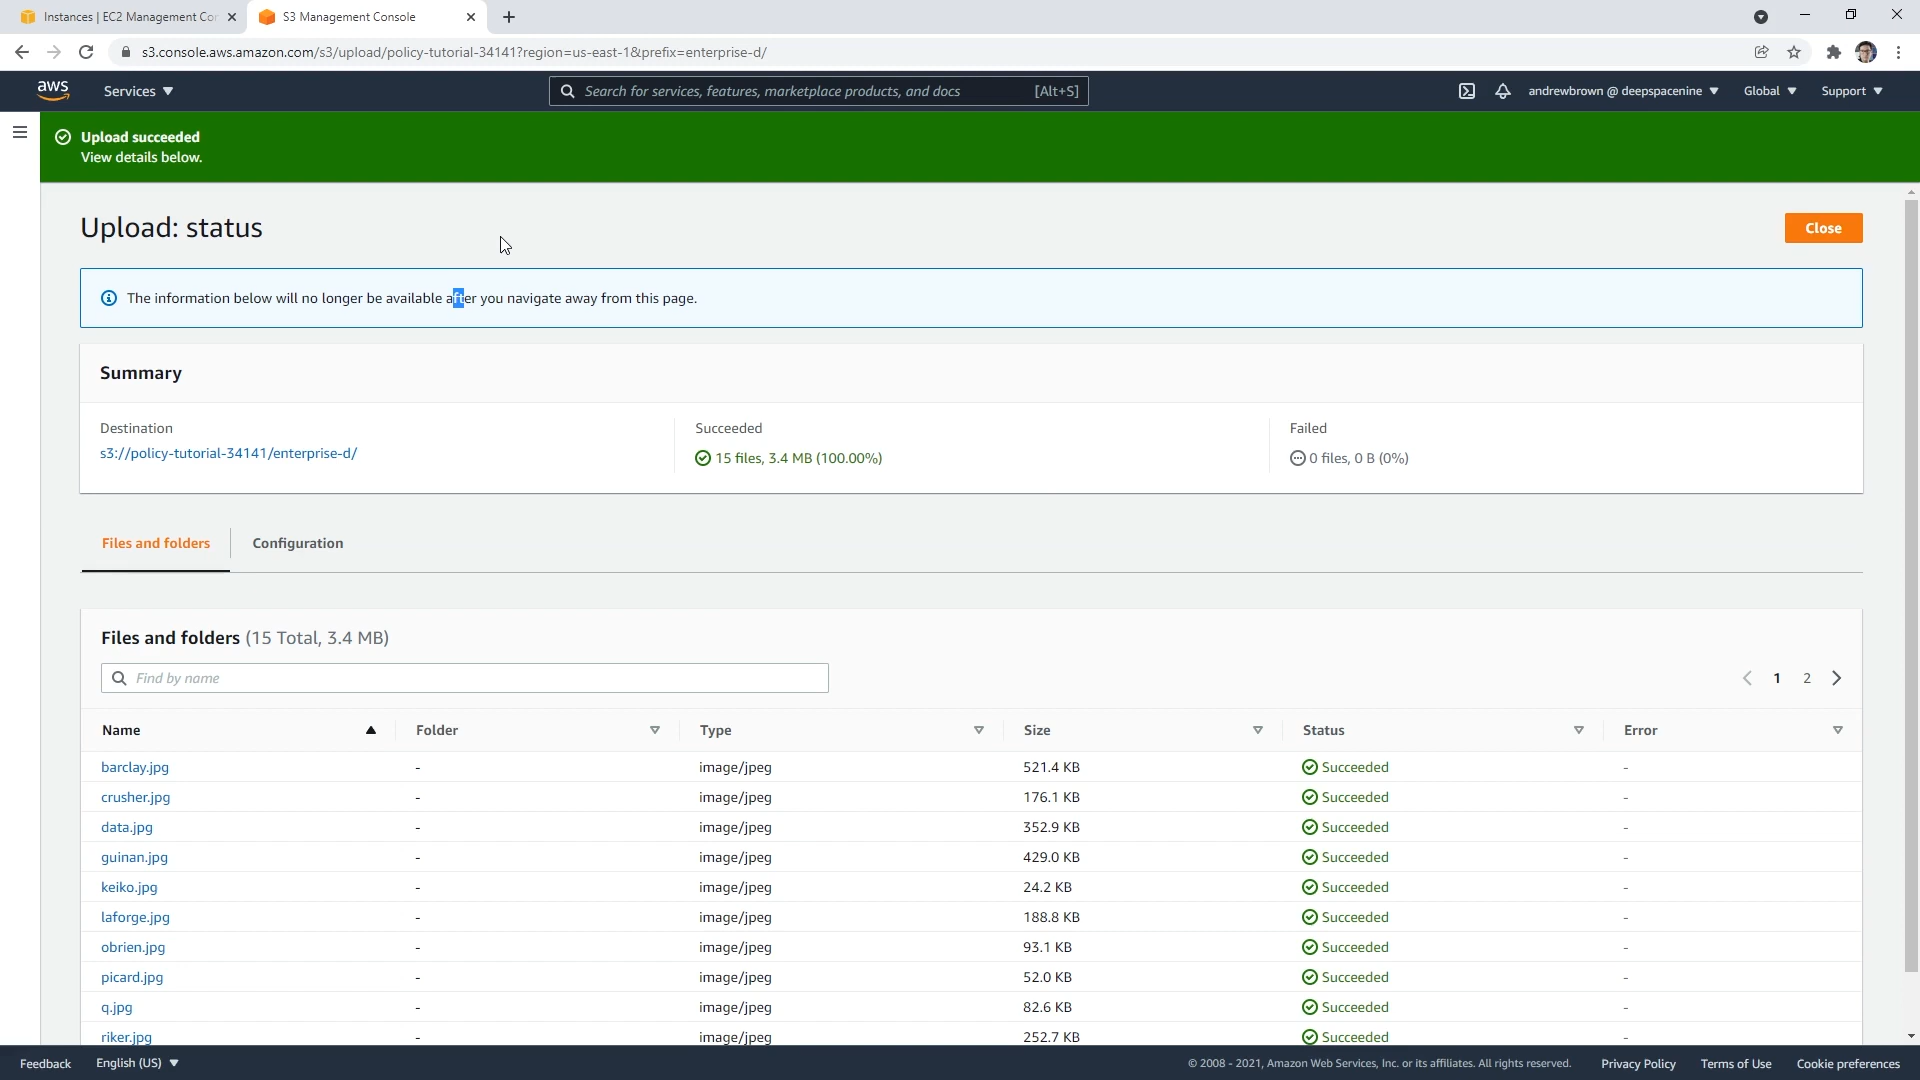 Instances | EC2 Management Con
S3 Management Console
s3.console.aws.amazon.com/s3/upload/policy-tutorial-34141?region=us-east-1&prefix=enterprise-d/
aws
Services
Search for services, features, marketplace products, and docs
[Alt+S]
andrewbrown @ deepspacenine
Global
Support
Upload succeeded
View details below.
Upload: status
Close
The information below will no longer be available after you navigate away from this page.
Summary
Destination
s3://policy-tutorial-34141/enterprise-d/
Succeeded
15 files, 3.4 MB (100.00%)
Failed
0 files, 0 B (0%)
Files and folders
Configuration
Files and folders (15 Total, 3.4 MB)
Find by name
1 2
Name Folder Type Size Status Error
barclay.jpg - image/jpeg 521.4 KB Succeeded -
crusher.jpg - image/jpeg 176.1 KB Succeeded -
data.jpg - image/jpeg 352.9 KB Succeeded -
guinan.jpg - image/jpeg 429.0 KB Succeeded -
keiko.jpg - image/jpeg 24.2 KB Succeeded -
laforge.jpg - image/jpeg 188.8 KB Succeeded -
obrien.jpg - image/jpeg 93.1 KB Succeeded -
picard.jpg - image/jpeg 52.0 KB Succeeded -
q.jpg - image/jpeg 82.6 KB Succeeded -
riker.jpg - image/jpeg 252.7 KB Succeeded -
Feedback
English (US)
© 2008 - 2021, Amazon Web Services, Inc. or its affiliates. All rights reserved.
Privacy Policy
Terms of Use
Cookie preferences